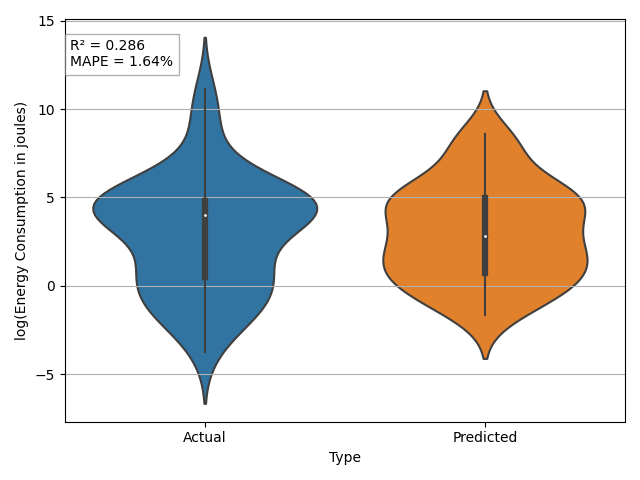 15
R² = 0.286
MAPE = 1.64%
10
5
0
−5
log(Energy Consumption in joules)
Actual
Predicted
Type